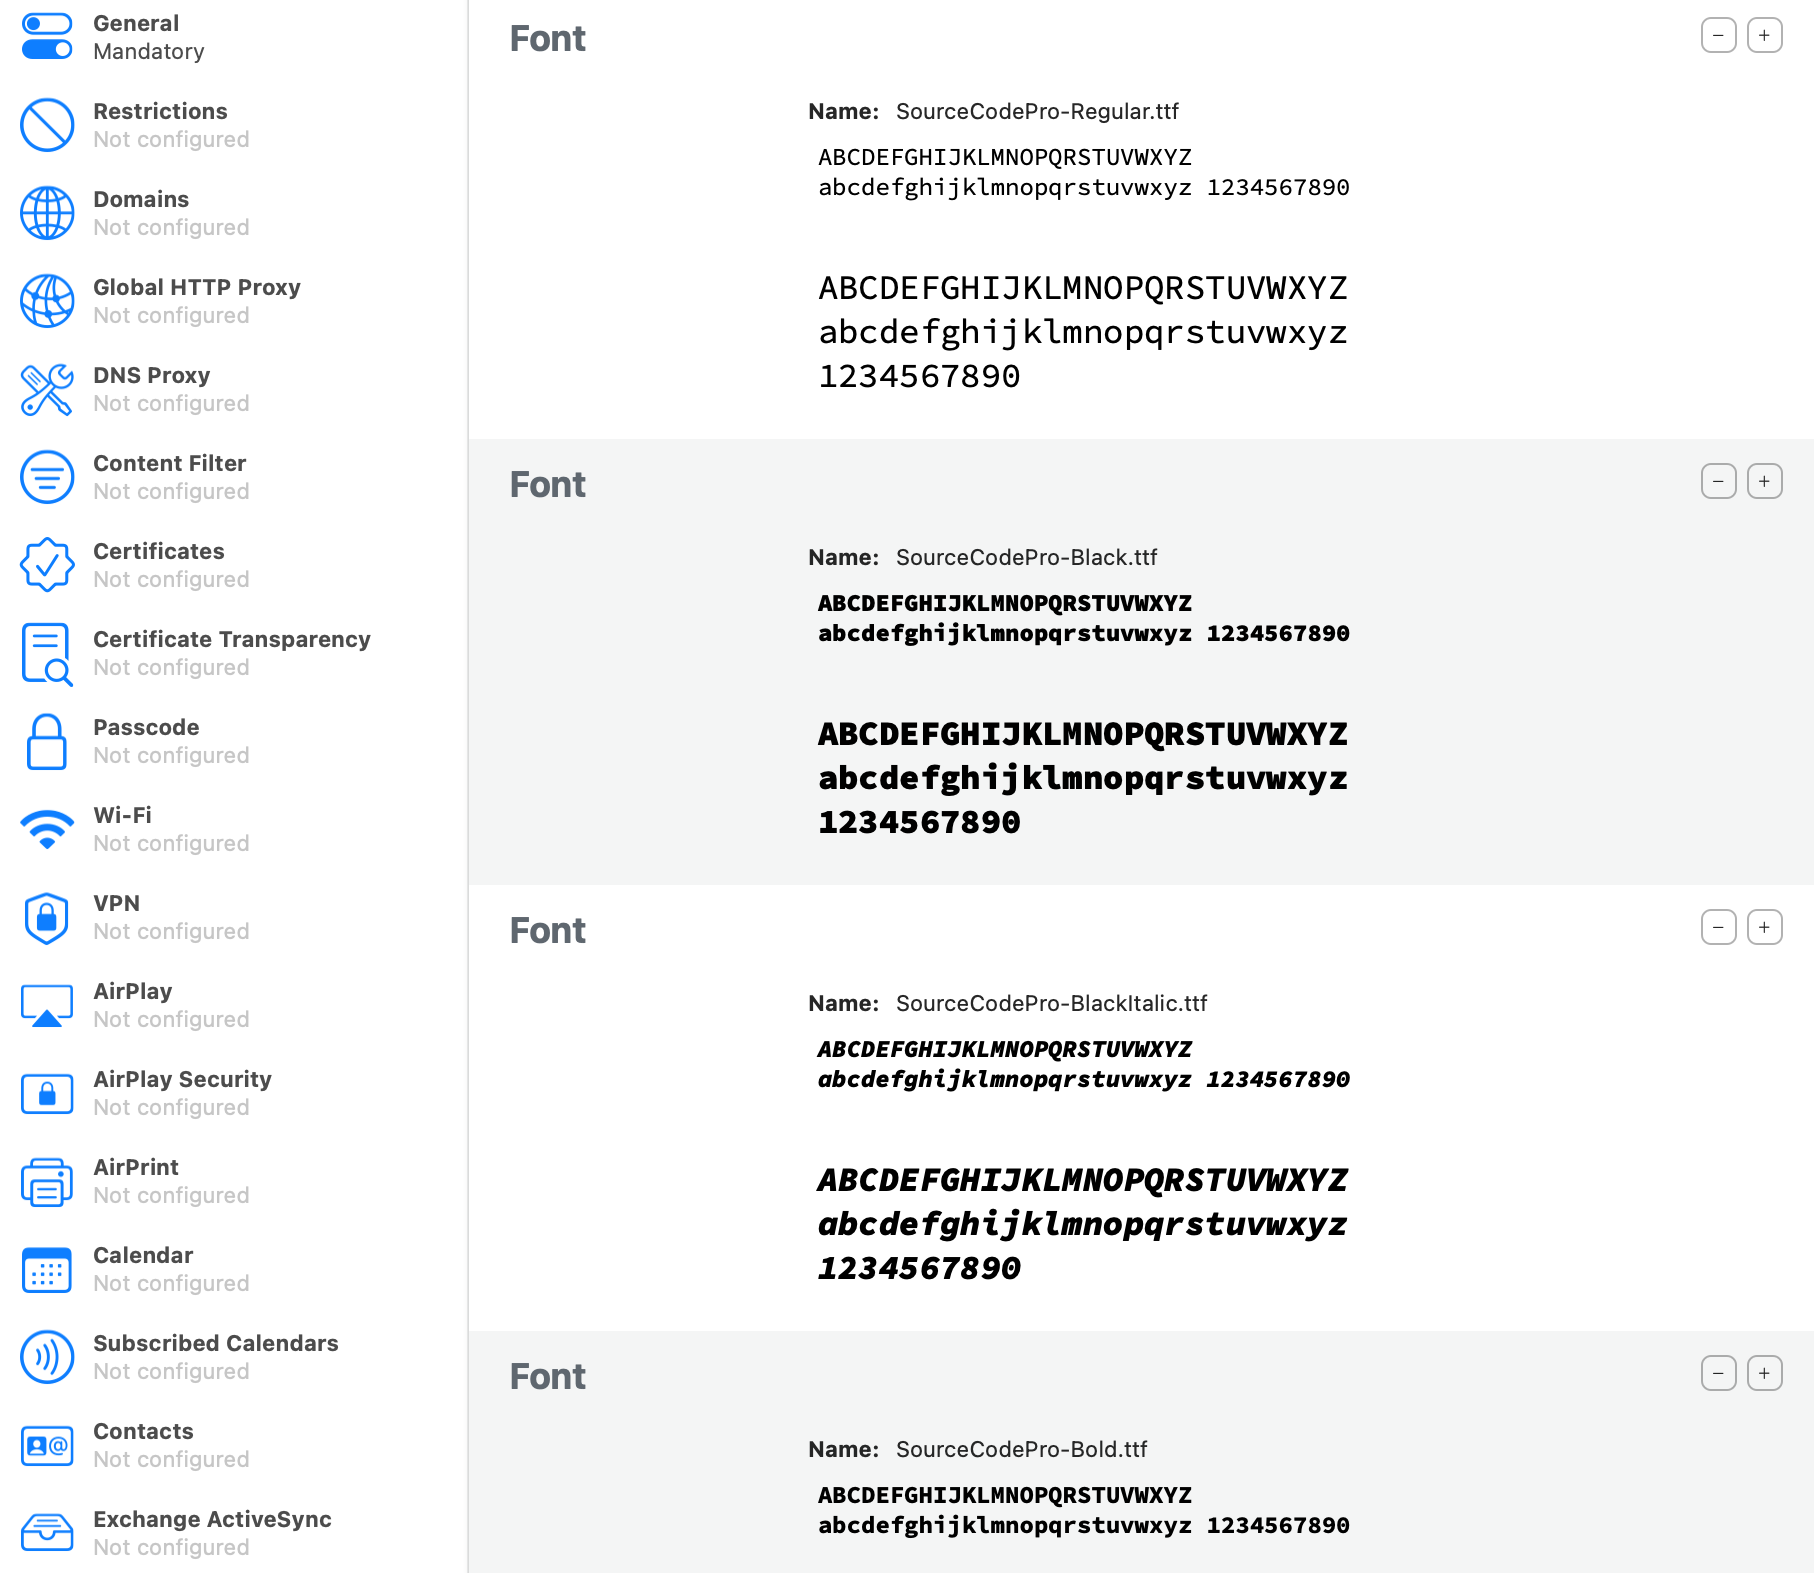 General
Mandatory
Restrictions
Not configured
Domains
Not configured
Global HTTP Proxy
Not configured
DNS Proxy
Not configured
Content Filter
Not configured
Certificates
Not configured
Certificate Transparency
Not configured
Passcode
Not configured
Wi-Fi
Not configured
VPN
Not configured
AirPlay
Not configured
AirPlay Security
Not configured
AirPrint
Not configured
Calendar
Not configured
Subscribed Calendars
Not configured
Contacts
Not configured
Exchange ActiveSync
Not configured
Font
Name: SourceCodePro-Regular.ttf
ABCDEFGHIJKLMNOPQRSTUVWXYZ
abcdefghijklmnopqrstuvwxyz 1234567890
ABCDEFGHIJKLMNOPQRSTUVWXYZ
abcdefghijklmnopqrstuvwxyz
1234567890
Font
Name: SourceCodePro-Black.ttf
ABCDEFGHIJKLMNOPQRSTUVWXYZ
abcdefghijklmnopqrstuvwxyz 1234567890
ABCDEFGHIJKLMNOPQRSTUVWXYZ
abcdefghijklmnopqrstuvwxyz
1234567890
Font
Name: SourceCodePro-BlackItalic.ttf
ABCDEFGHIJKLMNOPQRSTUVWXYZ
abcdefghijklmnopqrstuvwxyz 1234567890
ABCDEFGHIJKLMNOPQRSTUVWXYZ
abcdefghijklmnopqrstuvwxyz
1234567890
Font
Name: SourceCodePro-Bold.ttf
ABCDEFGHIJKLMNOPQRSTUVWXYZ
abcdefghijklmnopqrstuvwxyz 1234567890